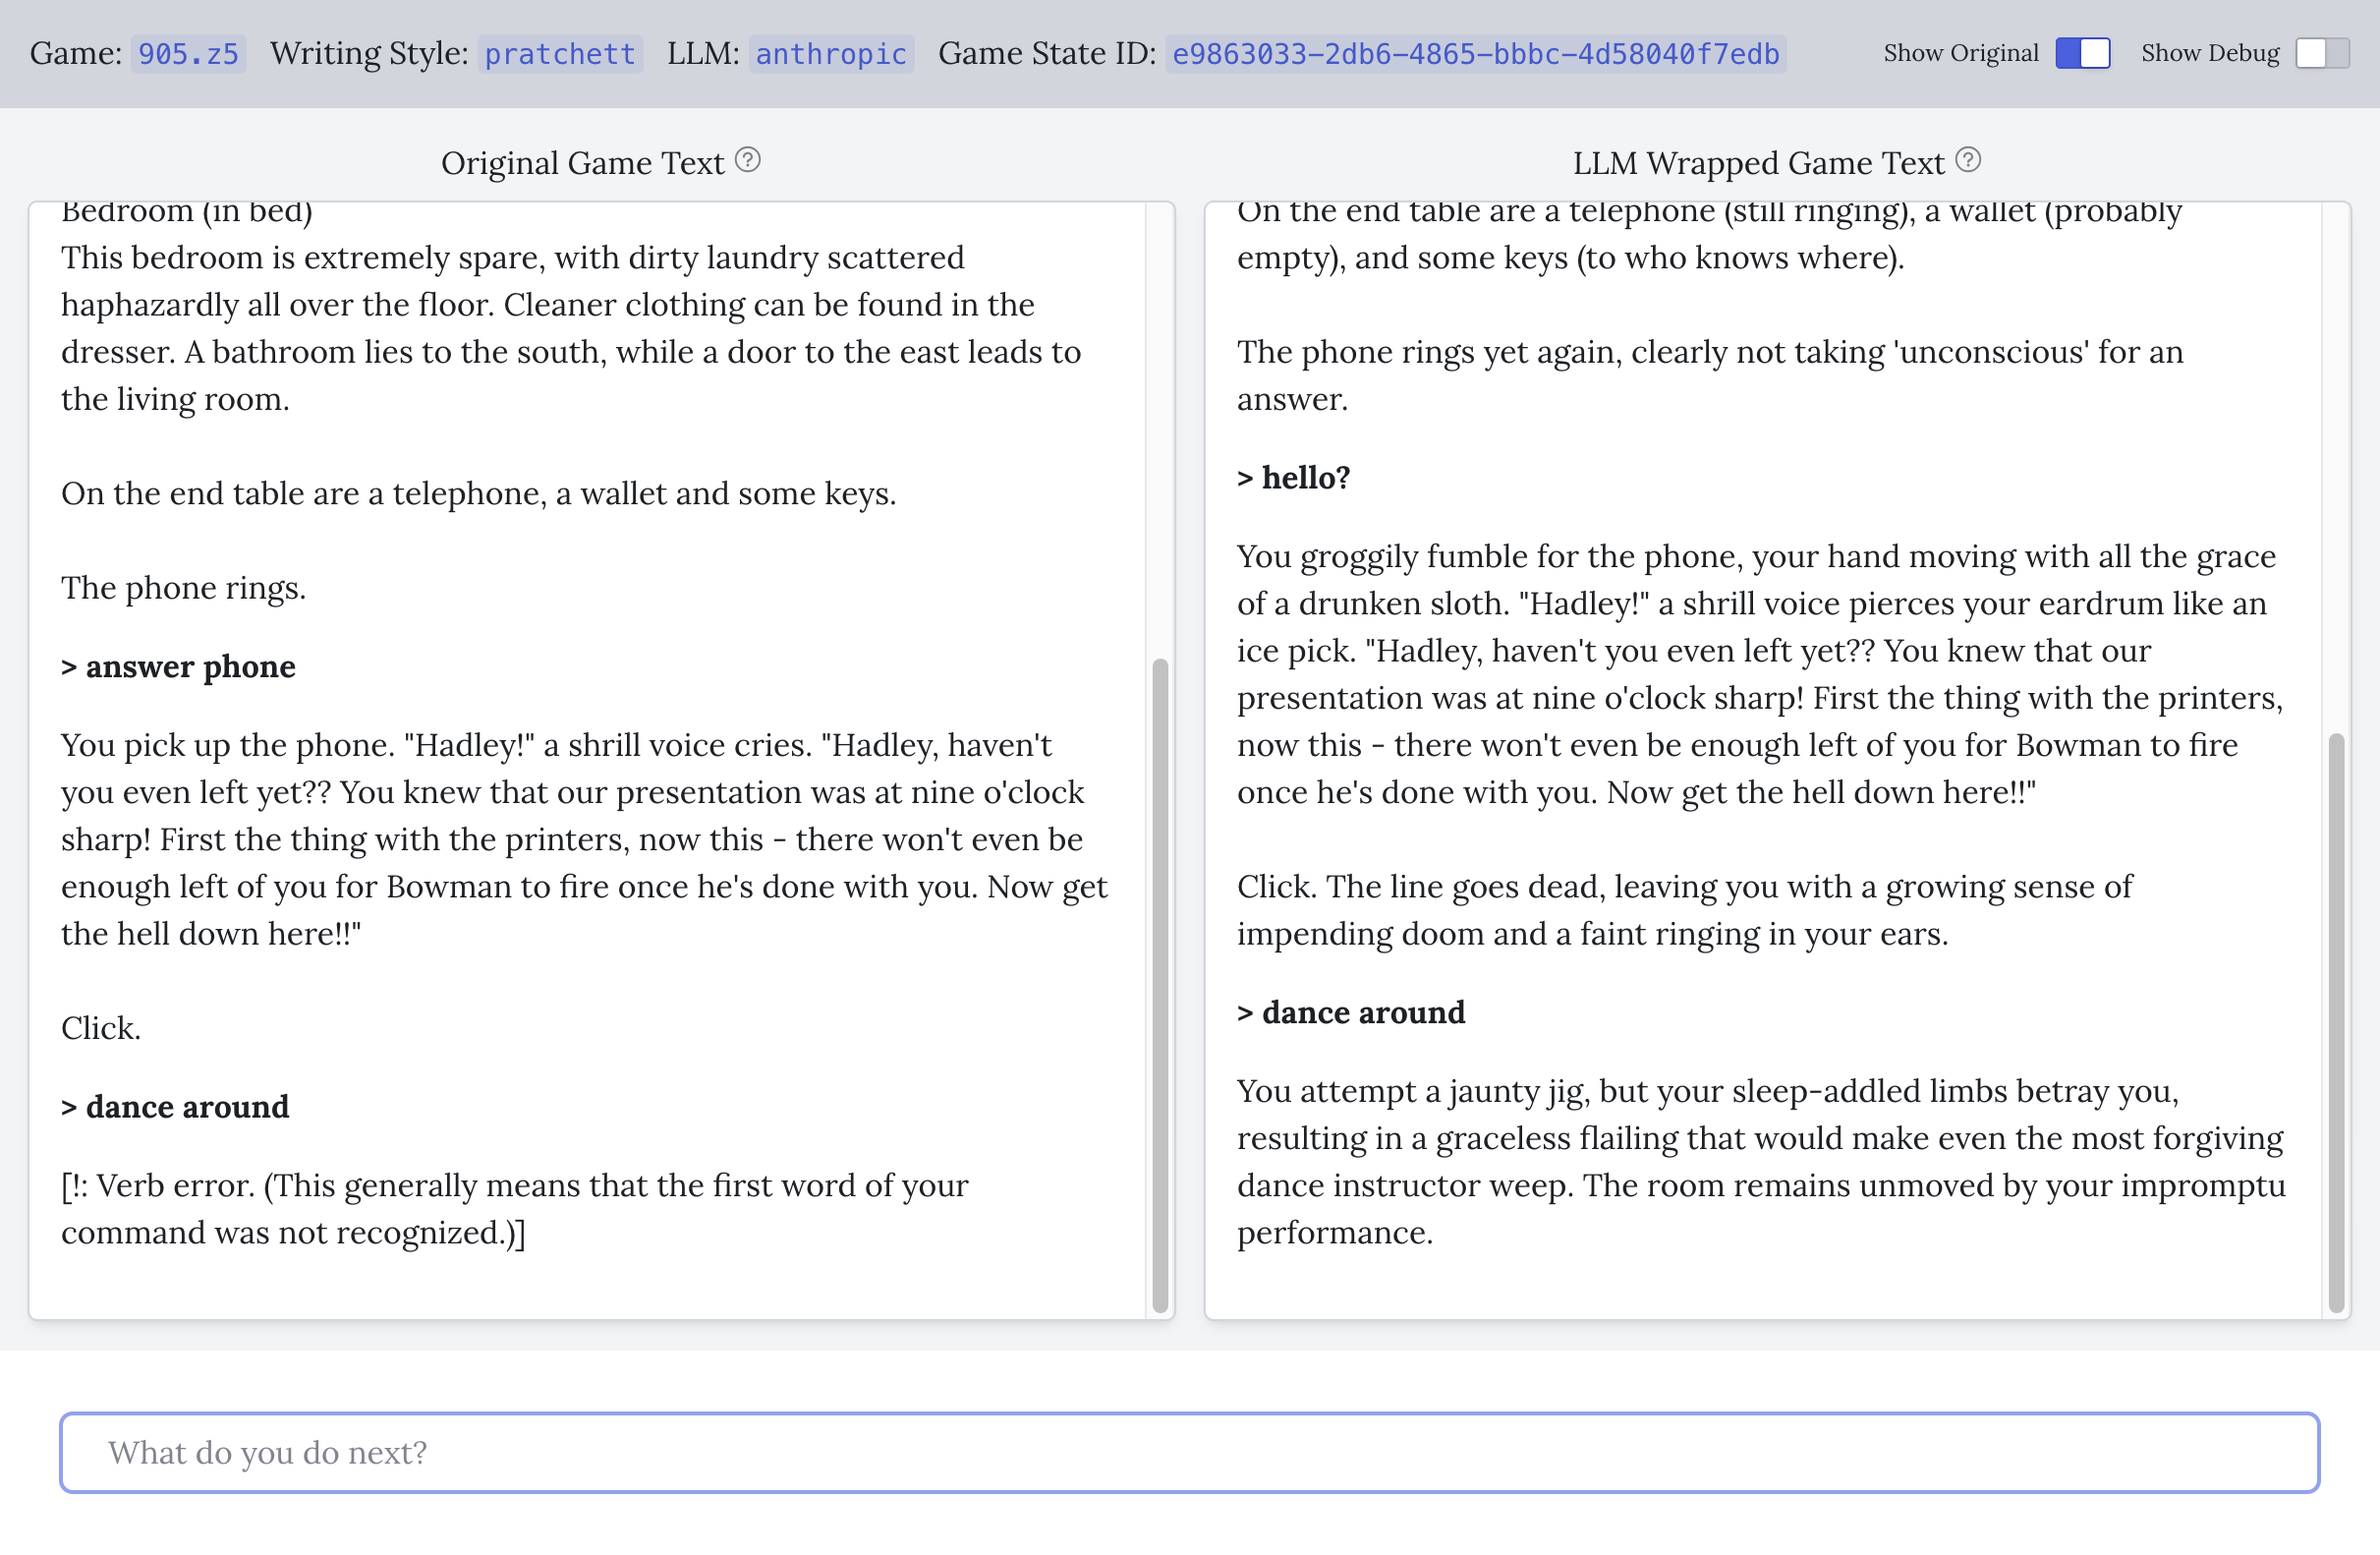 Game: 905.z5 Writing Style: pratchett LLM: anthropic Game State ID: e9863033-2db6-4865-bbbc-4d58040f7edb Show Original Show Debug
Original Game Text ?
Bedroom (in bed)
This bedroom is extremely spare, with dirty laundry scattered
haphazardly all over the floor. Cleaner clothing can be found in the
dresser. A bathroom lies to the south, while a door to the east leads to
the living room.
On the end table are a telephone, a wallet and some keys.
The phone rings.
> answer phone
You pick up the phone. "Hadley!" a shrill voice cries. "Hadley, haven't
you even left yet?? You knew that our presentation was at nine o'clock
sharp! First the thing with the printers, now this - there won't even be
enough left of you for Bowman to fire once he's done with you. Now get
the hell down here!!"
Click.
> dance around
[!: Verb error. (This generally means that the first word of your
command was not recognized.)]
LLM Wrapped Game Text ?
On the end table are a telephone (still ringing), a wallet (probably
empty), and some keys (to who knows where).
The phone rings yet again, clearly not taking 'unconscious' for an
answer.
> hello?
You groggily fumble for the phone, your hand moving with all the grace
of a drunken sloth. "Hadley!" a shrill voice pierces your eardrum like an
ice pick. "Hadley, haven't you even left yet?? You knew that our
presentation was at nine o'clock sharp! First the thing with the printers,
now this - there won't even be enough left of you for Bowman to fire
once he's done with you. Now get the hell down here!!"
Click. The line goes dead, leaving you with a growing sense of
impending doom and a faint ringing in your ears.
> dance around
You attempt a jaunty jig, but your sleep-addled limbs betray you,
resulting in a graceless flailing that would make even the most forgiving
dance instructor weep. The room remains unmoved by your impromptu
performance.
What do you do next?